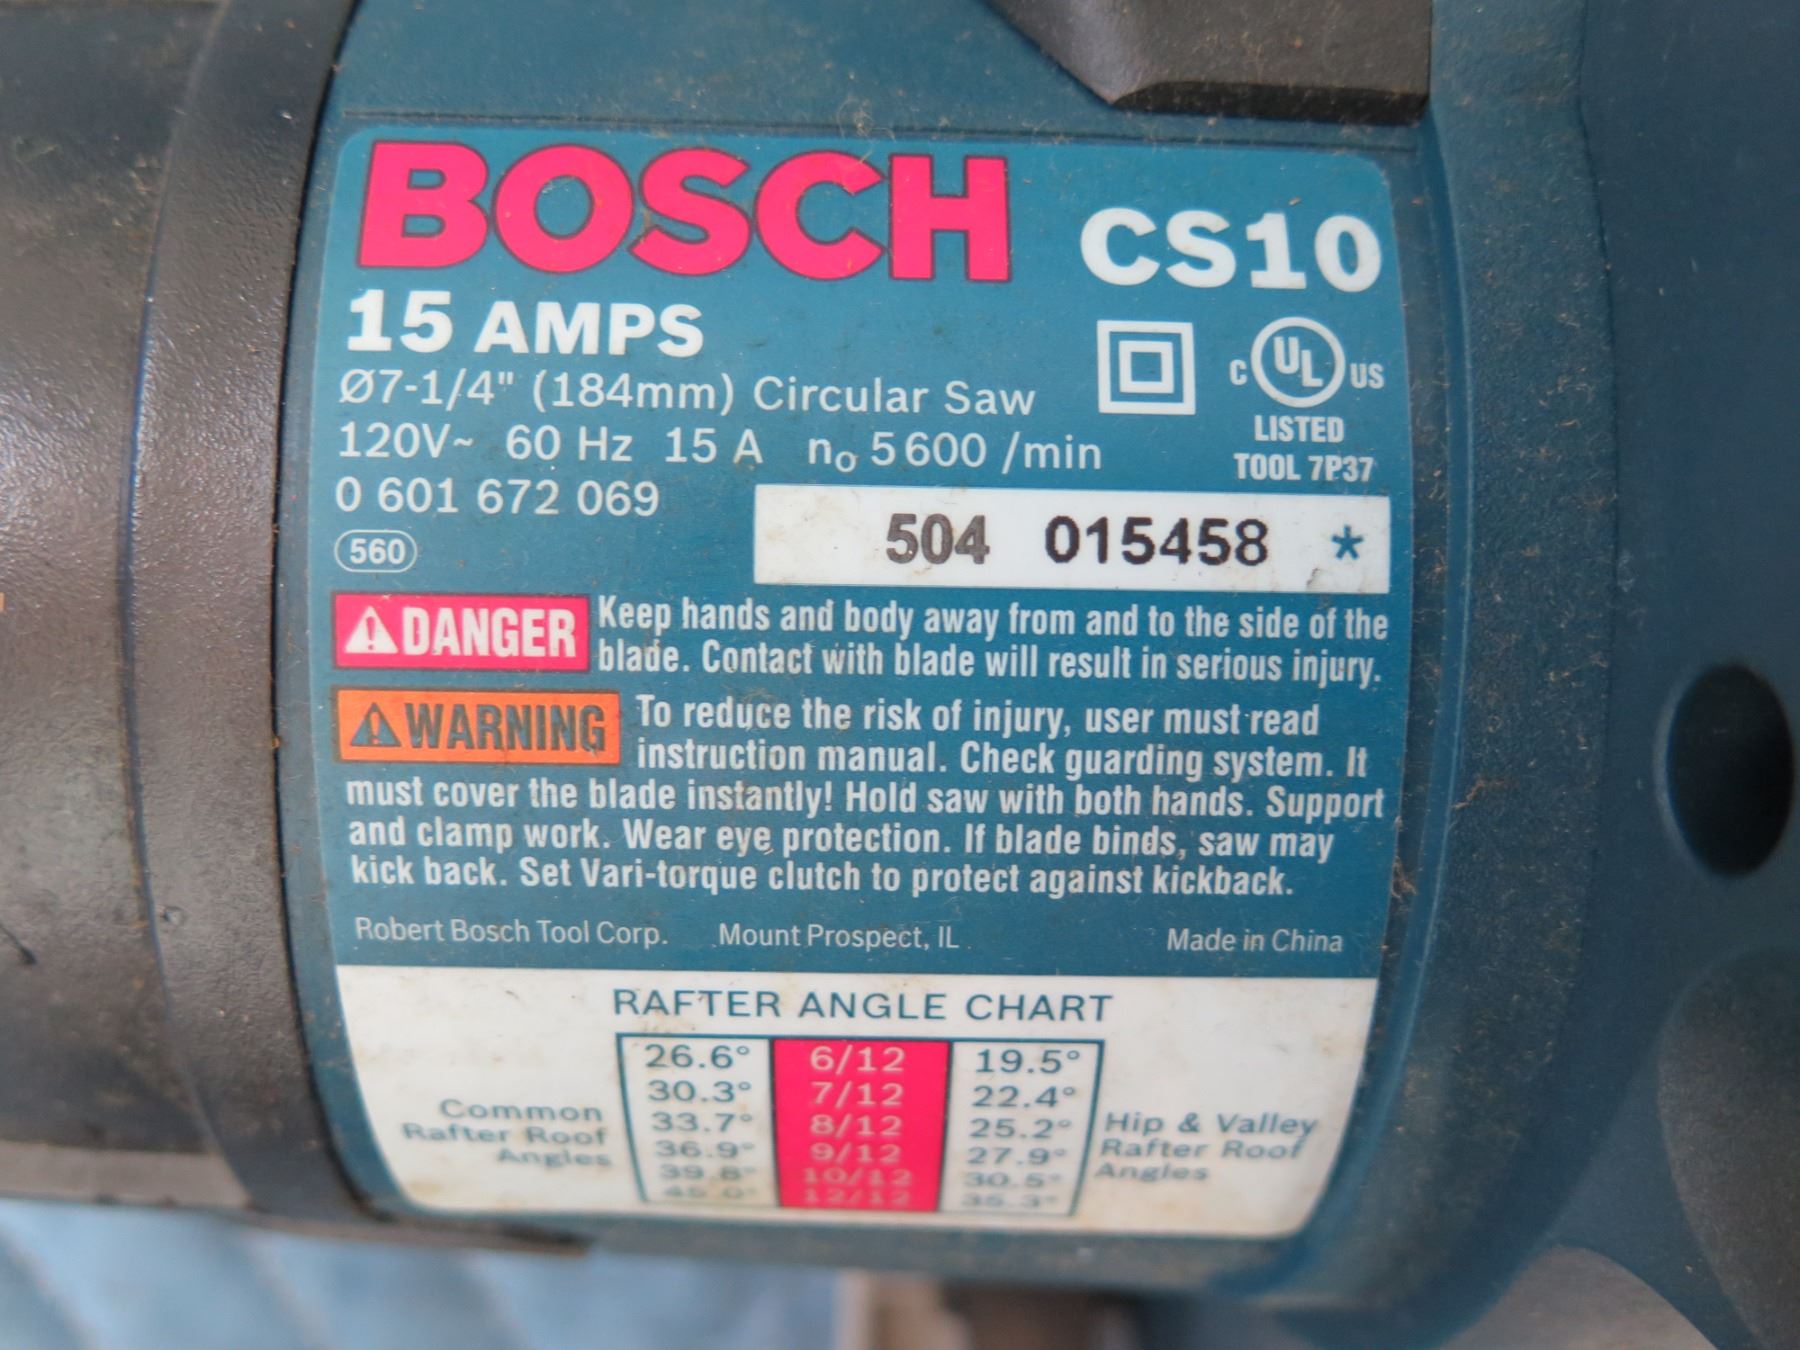 BOSCH CS10
15 AMPS
Ø7-1/4" (184mm) Circular Saw
C UL US
LISTED
TOOL 7P37
120V~ 60 Hz 15 A no 5600 /min
0 601 672 069
560
504 015458 *
DANGER Keep hands and body away from and to the side of the
blade. Contact with blade will result in serious injury.
WARNING To reduce the risk of injury, user must read
instruction manual. Check guarding system. It
must cover the blade instantly! Hold saw with both hands. Support
and clamp work. Wear eye protection. If blade binds, saw may
kick back. Set Vari-torque clutch to protect against kickback.
Robert Bosch Tool Corp. Mount Prospect, IL Made in China
RAFTER ANGLE CHART
Common
Rafter Roof
Angles
26.6° 6/12 19.5°
30.3° 7/12 22.4°
33.7° 8/12 25.2°
36.9° 9/12 27.9°
39.8° 10/12 30.5°
45.0° 12/12 35.3°
Hip & Valley
Rafter Roof
Angles